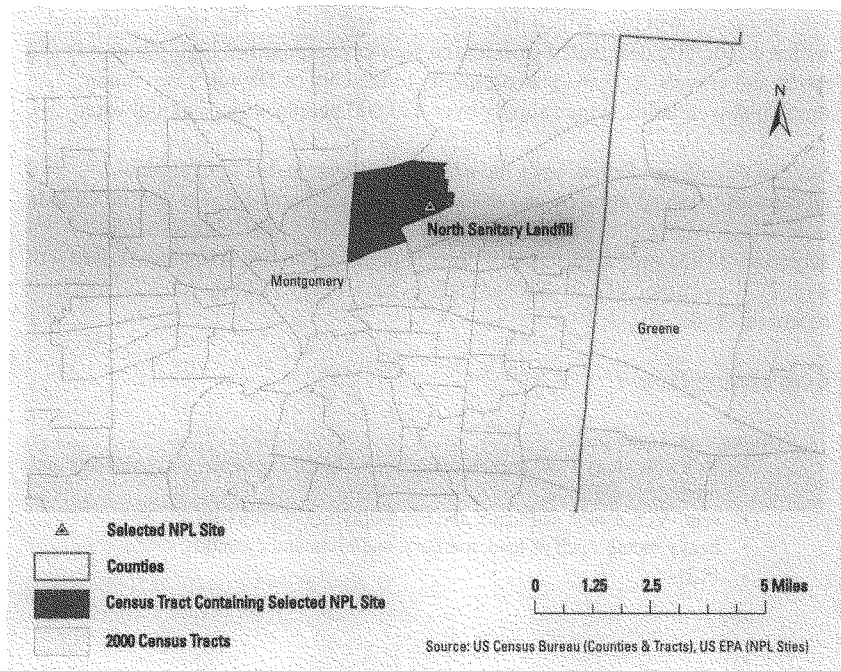 N
North Sanitary Landfill
Montgomery
Greene
Selected NPL Site
Counties
Census Tract Containing Selected NPL Site
2000 Census Tracts
0 1.25 2.5 5 Miles
Source: US Census Bureau (Counties & Tracts), US EPA (NPL Sties)